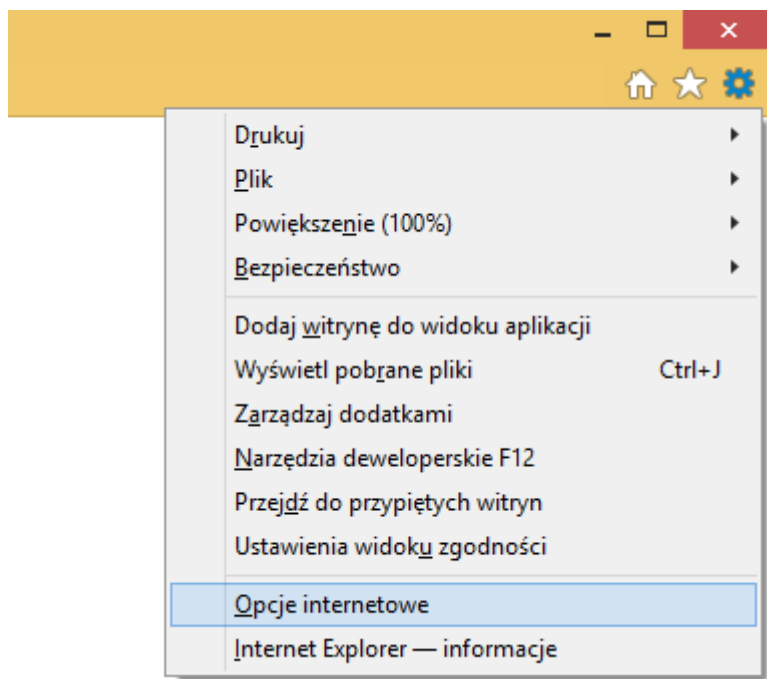 Drukuj
Plik
Powiększenie (100%)
Bezpieczeństwo
Dodaj witrynę do widoku aplikacji
Wyświetl pobrane pliki Ctrl+J
Zarządzaj dodatkami
Narzędzia deweloperskie F12
Przejdź do przypiętych witryn
Ustawienia widoku zgodności
Opcje internetowe
Internet Explorer — informacje